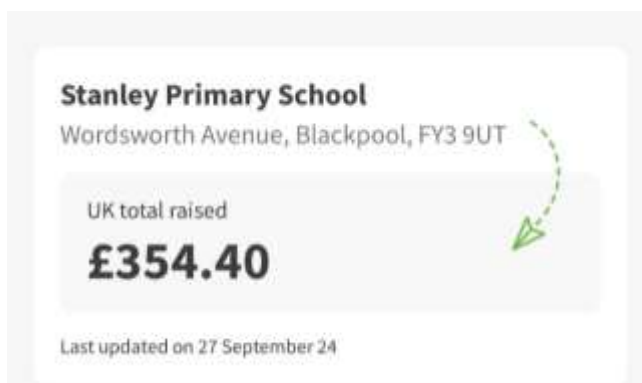 Stanley Primary School
Wordsworth Avenue, Blackpool, FY3 9UT
UK total raised
£354.40
Last updated on 27 September 24